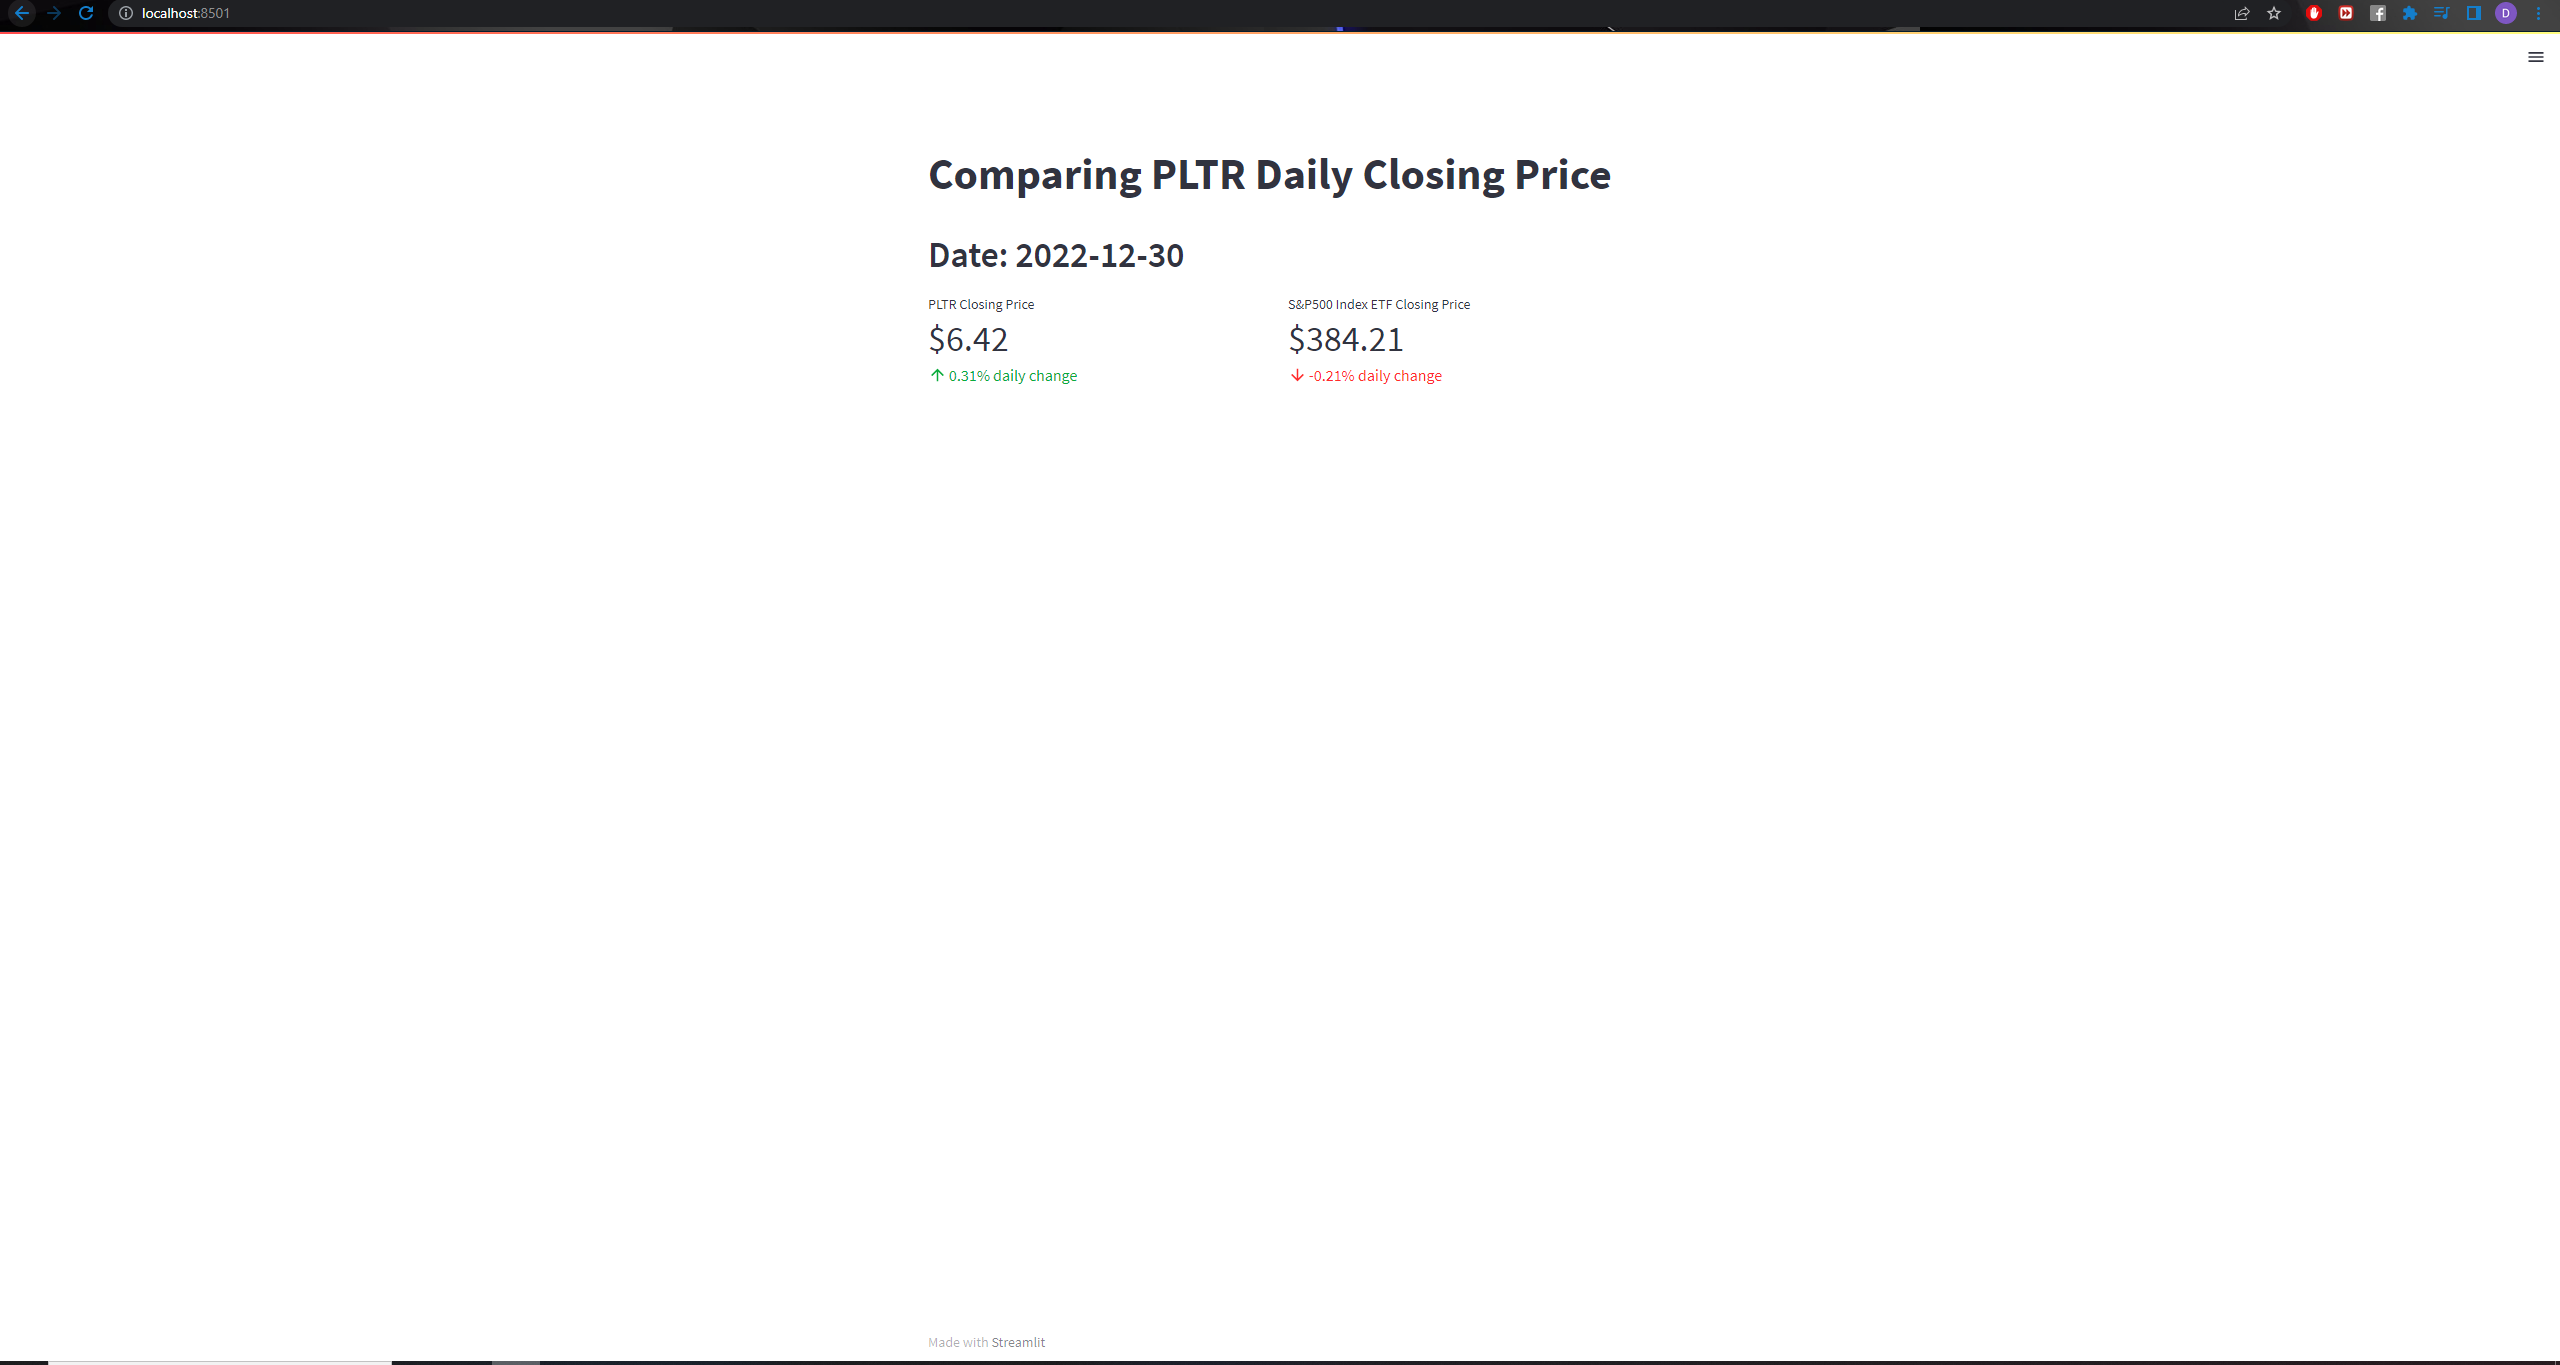 localhost:8501
D
Comparing PLTR Daily Closing Price
Date: 2022-12-30
PLTR Closing Price
$6.42
↑ 0.31% daily change
S&P500 Index ETF Closing Price
$384.21
↓ -0.21% daily change
Made with Streamlit